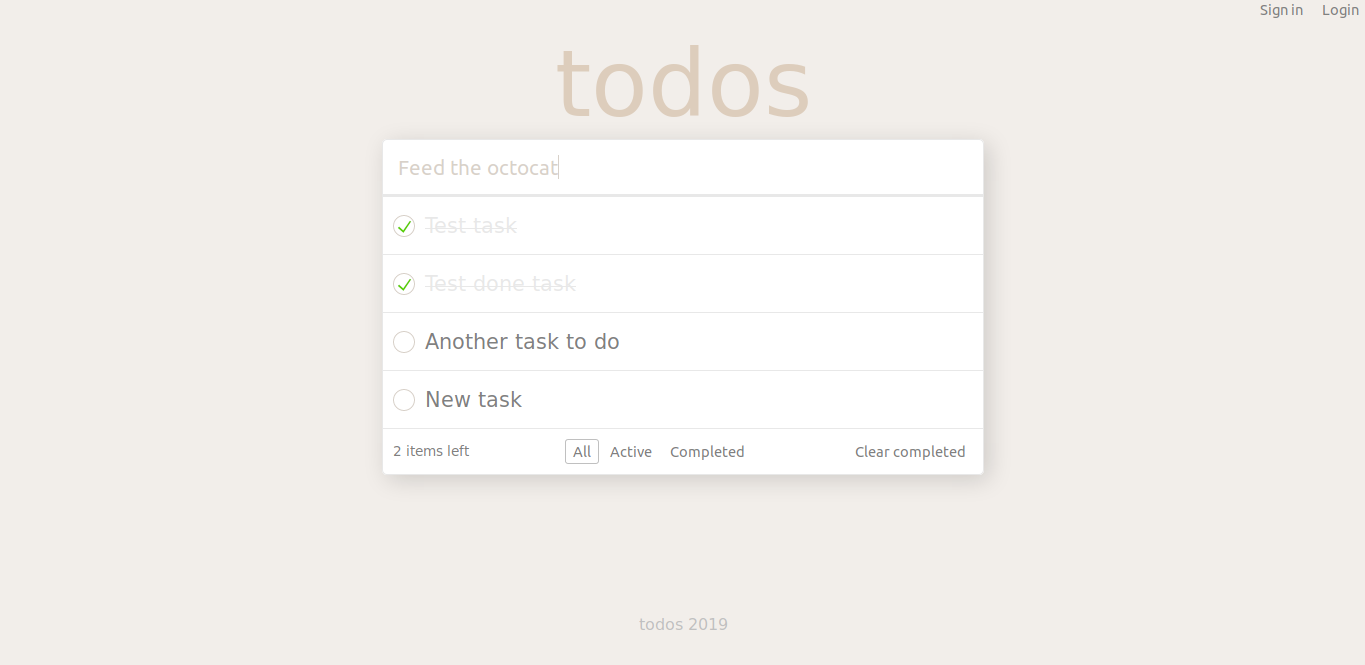 Sign in Login
todos
Feed the octocat
Test task
Test done task
Another task to do
New task
2 items left All Active Completed Clear completed
todos 2019